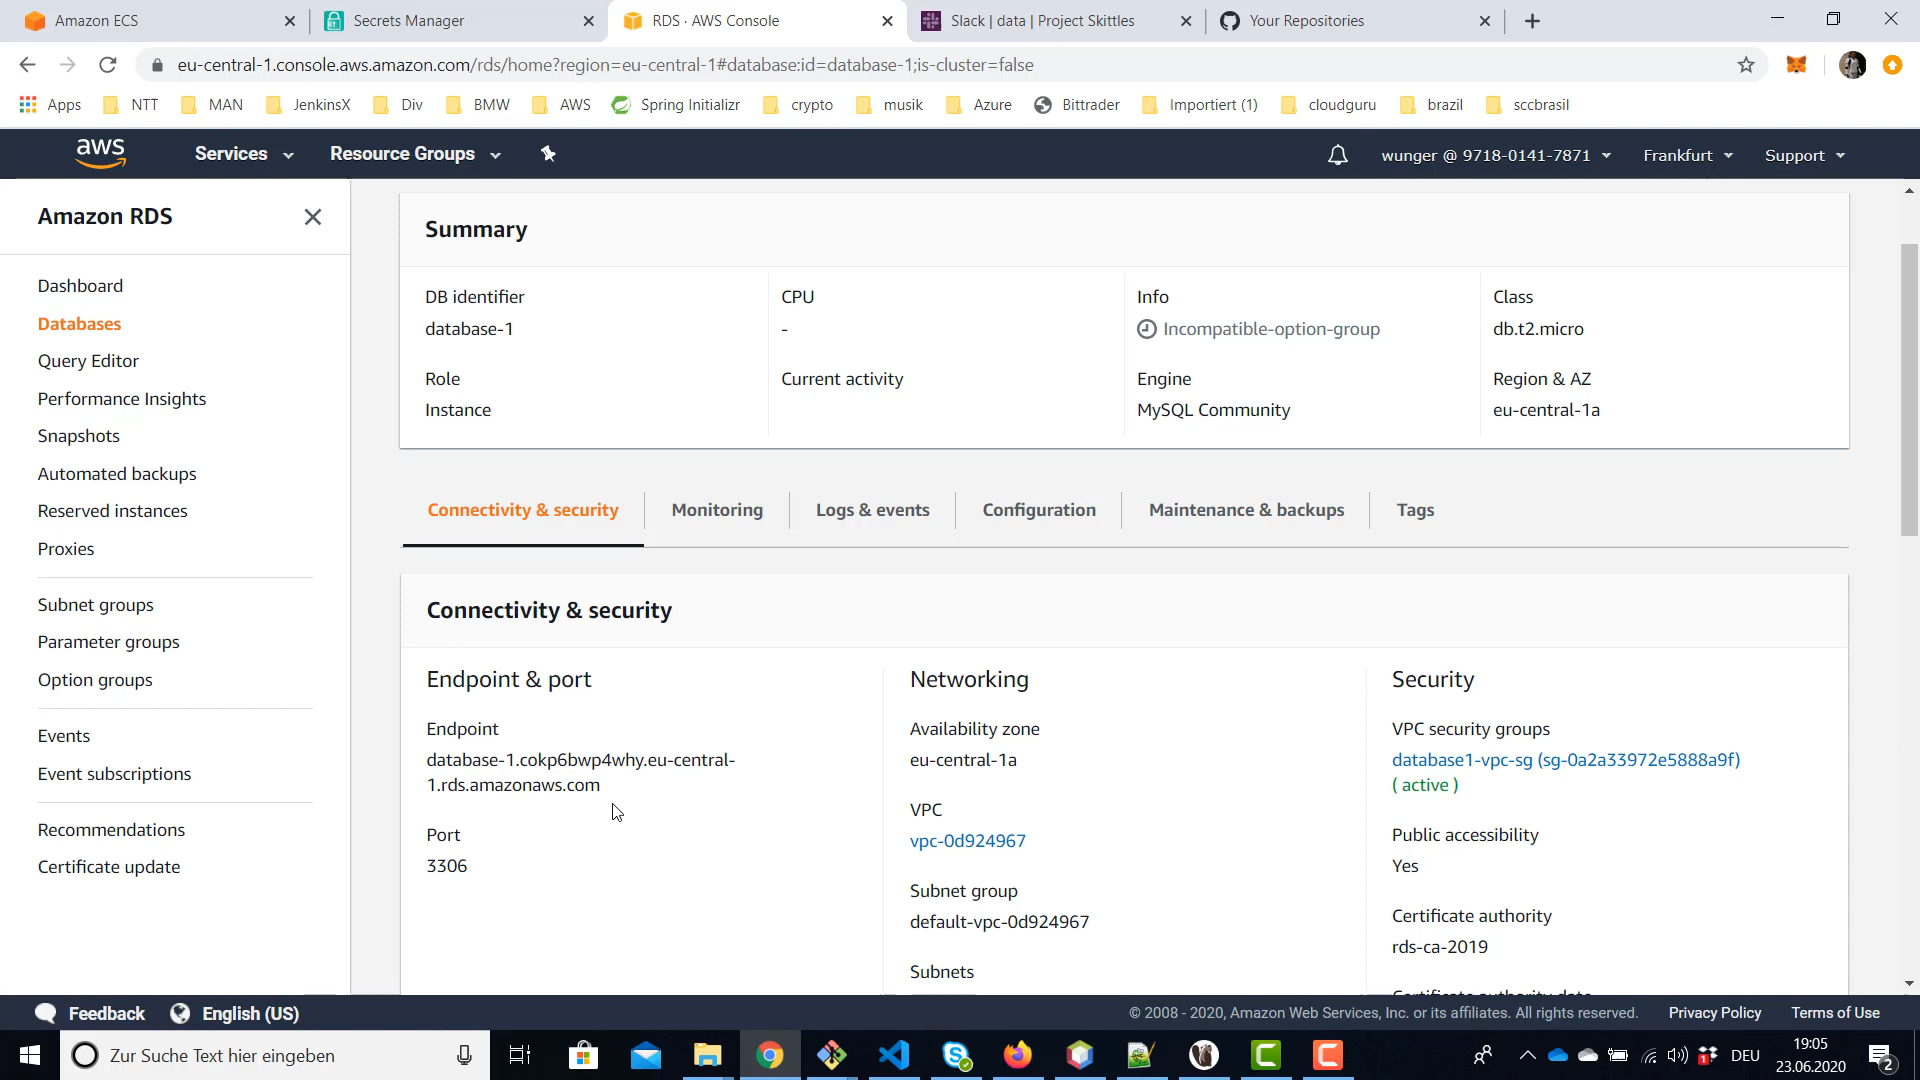 Amazon ECS
Secrets Manager
RDS · AWS Console
Slack | data | Project Skittles
Your Repositories
eu-central-1.console.aws.amazon.com/rds/home?region=eu-central-1#database:id=database-1;is-cluster=false
Apps NTT MAN JenkinsX Div BMW AWS Spring Initializr crypto musik Azure Bittrader Importiert (1) cloudguru brazil sccbrasil
aws Services Resource Groups wunger @ 9718-0141-7871 Frankfurt Support
Amazon RDS
Dashboard
Databases
Query Editor
Performance Insights
Snapshots
Automated backups
Reserved instances
Proxies
Subnet groups
Parameter groups
Option groups
Events
Event subscriptions
Recommendations
Certificate update
Summary
DB identifier
database-1
CPU
-
Info
Incompatible-option-group
Class
db.t2.micro
Role
Instance
Current activity
Engine
MySQL Community
Region & AZ
eu-central-1a
Connectivity & security Monitoring Logs & events Configuration Maintenance & backups Tags
Connectivity & security
Endpoint & port
Endpoint
database-1.cokp6bwp4why.eu-central-
1.rds.amazonaws.com
Port
3306
Networking
Availability zone
eu-central-1a
VPC
vpc-0d924967
Subnet group
default-vpc-0d924967
Subnets
Security
VPC security groups
database1-vpc-sg (sg-0a2a33972e5888a9f)
( active )
Public accessibility
Yes
Certificate authority
rds-ca-2019
Certificate authority date
Feedback English (US)
© 2008 - 2020, Amazon Web Services, Inc. or its affiliates. All rights reserved. Privacy Policy Terms of Use
Zur Suche Text hier eingeben
DEU
19:05
23.06.2020
2